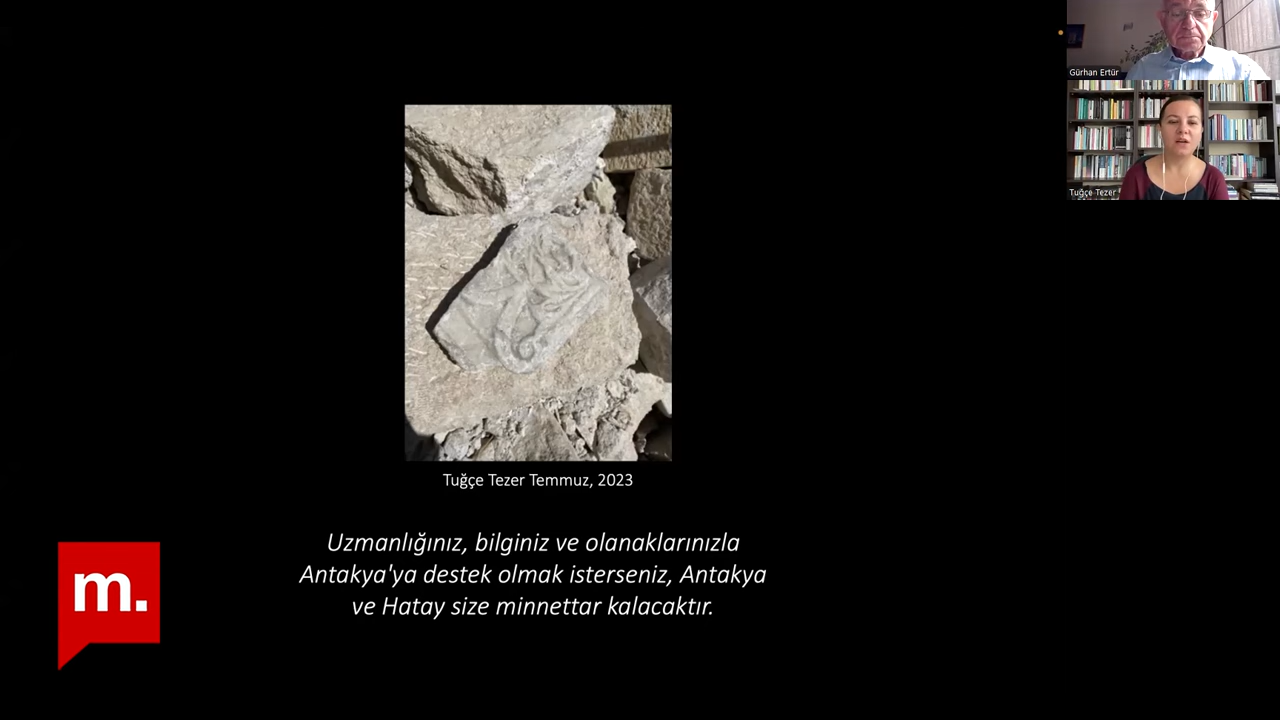 Gürhan Ertür
Tuğçe Tezer
Tuğçe Tezer Temmuz, 2023
Uzmanlığınız, bilginiz ve olanaklarınızla
Antakya'ya destek olmak isterseniz, Antakya
ve Hatay size minnettar kalacaktır.
m.